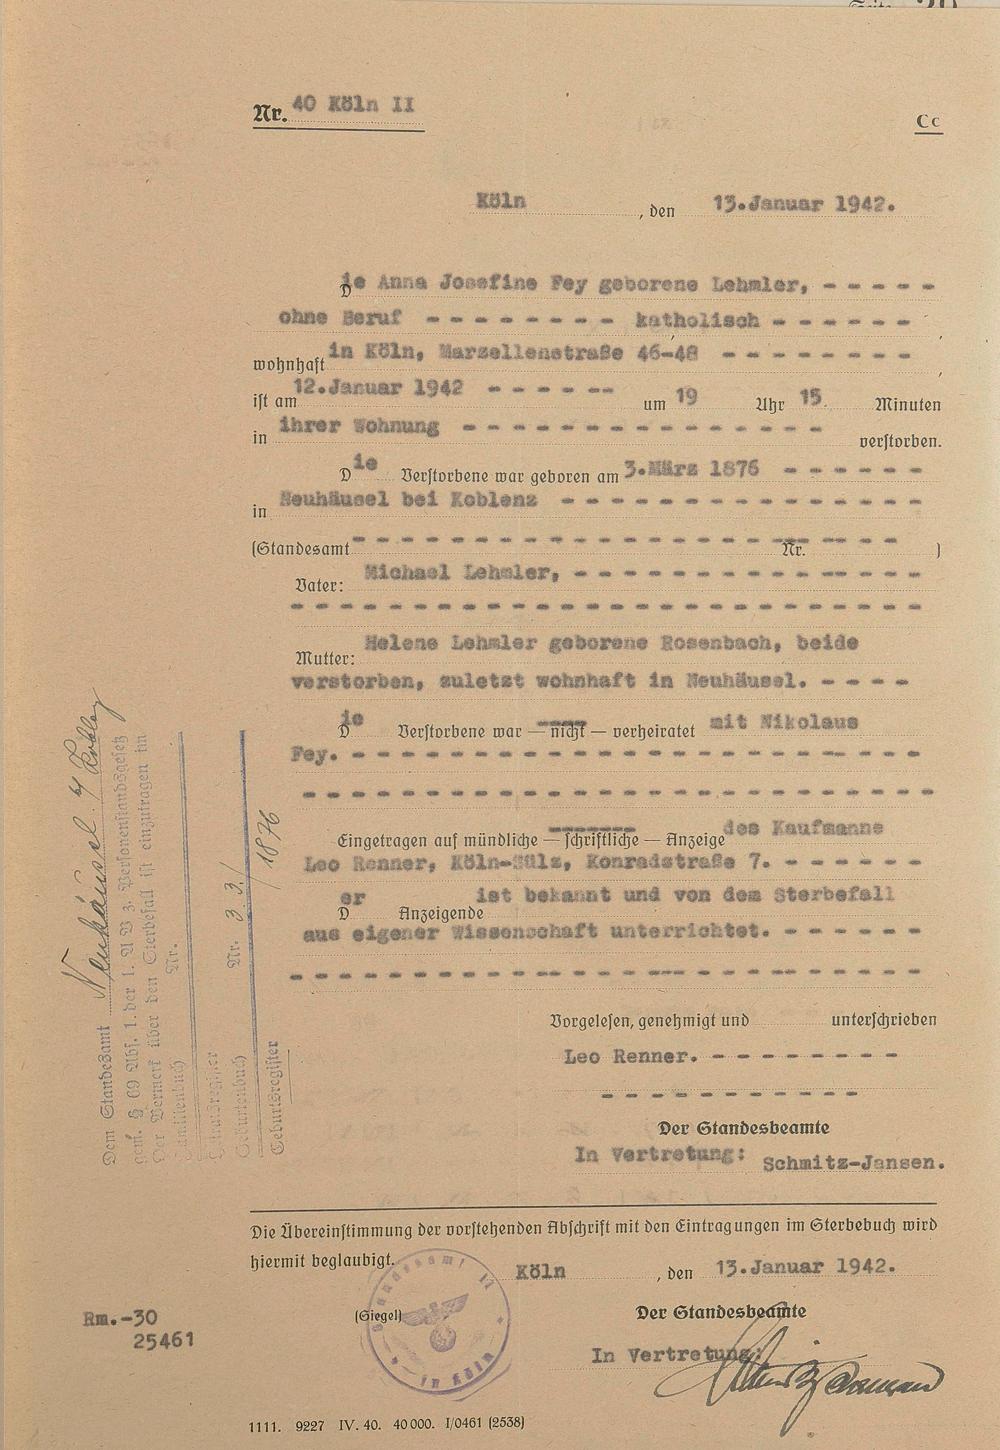 Nr. 40 Köln II
Cc
Köln, den 13.Januar 1942.
Die Anna Josefine Fey geborene Lehmler, - - - - -
ohne Beruf - - - - - - - - katholisch - - - - - -
wohnhaft in Köln, Marzellenstraße 46-48 - - - - - - - -
ist am 12.Januar 1942 - - - - - - um 19 Uhr 15 Minuten
in ihrer Wohnung - - - - - - - - - - - - - - verstorben.
Die Verstorbene war geboren am 3.März 1876 - - - - - -
in Neuhäusel bei Koblenz - - - - - - - - - - - - - - -
(Standesamt - - - - - - - - - - - - - - - - - Nr. - - - - )
Vater: Michael Lehmler, - - - - - - - - - - - - - -
- - - - - - - - - - - - - - - - - - - - - - - - -
Mutter: Helene Lehmler geborene Rosenbach, beide
verstorben, zuletzt wohnhaft in Neuhäusel. - - - -
Die Verstorbene war — nicht — verheiratet mit Nikolaus
Fey. - - - - - - - - - - - - - - - - - - - - - - -
- - - - - - - - - - - - - - - - - - - - - - - - -
Eingetragen auf mündliche — schriftliche — Anzeige des Kaufmanns
Leo Renner, Köln-Sülz, Konradstraße 7. - - - - - -
Der Anzeigende ist bekannt und von dem Sterbefall
aus eigener Wissenschaft unterrichtet. - - - - - -
- - - - - - - - - - - - - - - - - - - - - - - - -
Vorgelesen, genehmigt und unterschrieben
Leo Renner. - - - - - - - -
- - - - - - - - - - -
Der Standesbeamte
In Vertretung: Schmitz-Jansen.
Die Übereinstimmung der vorstehenden Abschrift mit den Eintragungen im Sterbebuch wird
hiermit beglaubigt.
Köln, den 13.Januar 1942.
(Siegel)
Der Standesbeamte
In Vertretung:
Standesamt II
in Köln
Rm.-30
25461
1111. 9227 IV. 40. 40 000. I/0461 (2538)
Dem Standesamt Neuhäusel
gem. § 69 Abs. 1. der 1. A V z. Personenstandsgesetz
Der Vermerk über den Sterbefall ist einzutragen im
Familienbuch Nr.
Heiratsregister
Geburtenbuch Nr. 33/1876
Geburtsregister